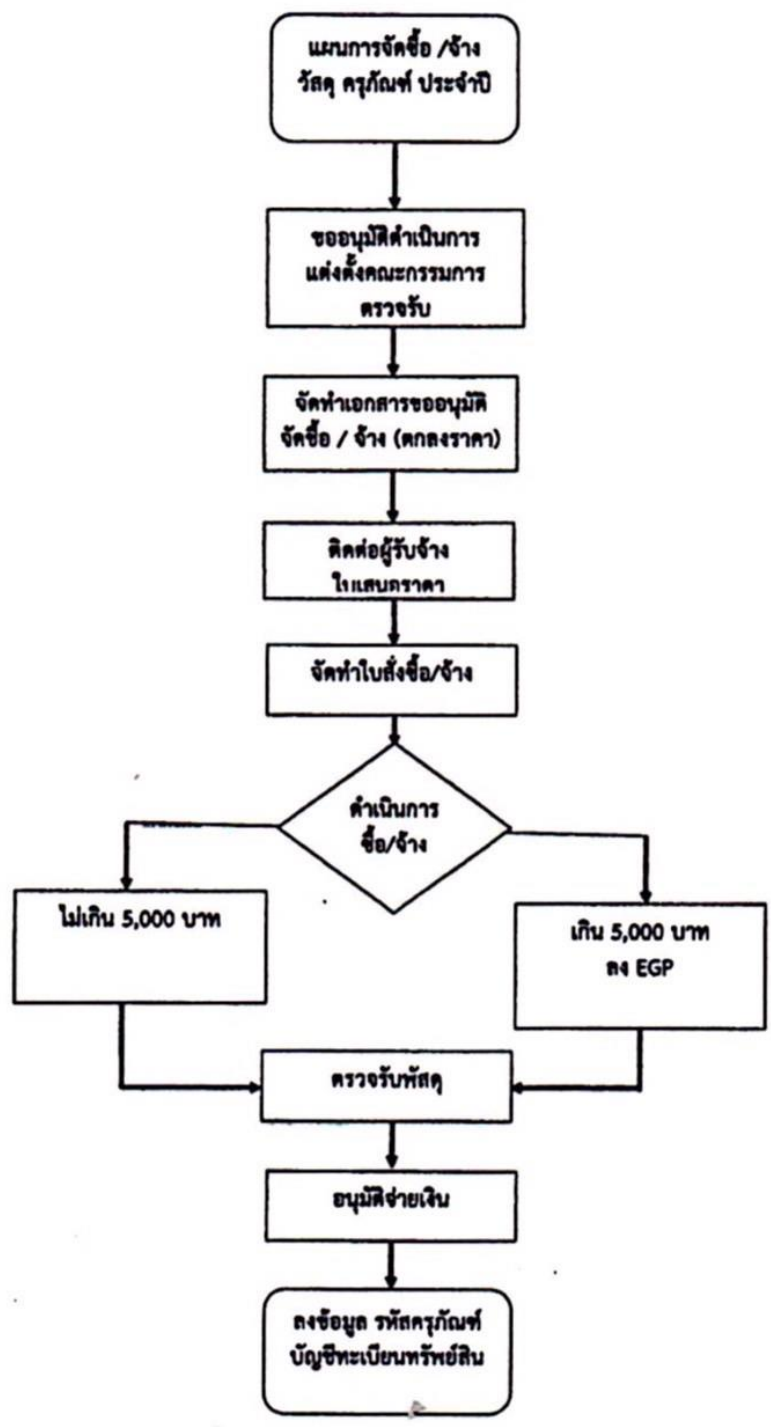 แผนการจัดซื้อ /จ้าง
วัสดุ ครุภัณฑ์ ประจำปี
ขออนุมัติดำเนินการ
แต่งตั้งคณะกรรมการ
ตรวจรับ
จัดทำเอกสารขออนุมัติ
จัดซื้อ / จ้าง (ตกลงราคา)
ติดต่อผู้รับจ้าง
ใบเสนอราคา
จัดทำใบสั่งซื้อ/จ้าง
ดำเนินการ
ซื้อ/จ้าง
ไม่เกิน 5,000 บาท
เกิน 5,000 บาท
ลง EGP
ตรวจรับพัสดุ
อนุมัติจ่ายเงิน
ลงข้อมูล รหัสครุภัณฑ์
บัญชีทะเบียนทรัพย์สิน